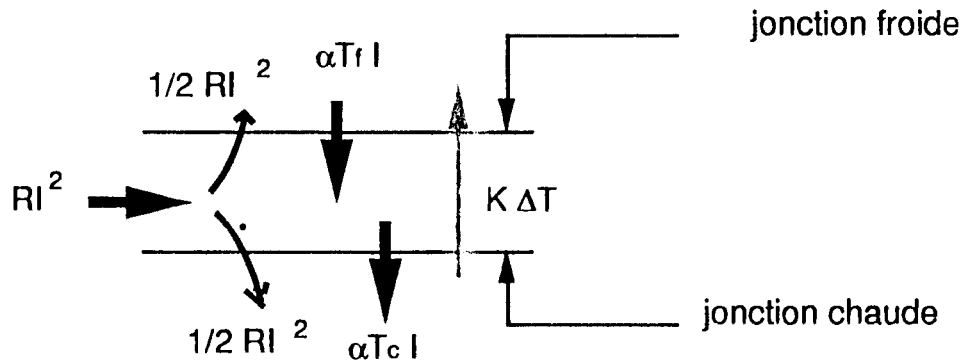 jonction froide
αTf I
1/2 RI ²
RI ²
K ΔT
jonction chaude
1/2 RI ²
αTc I